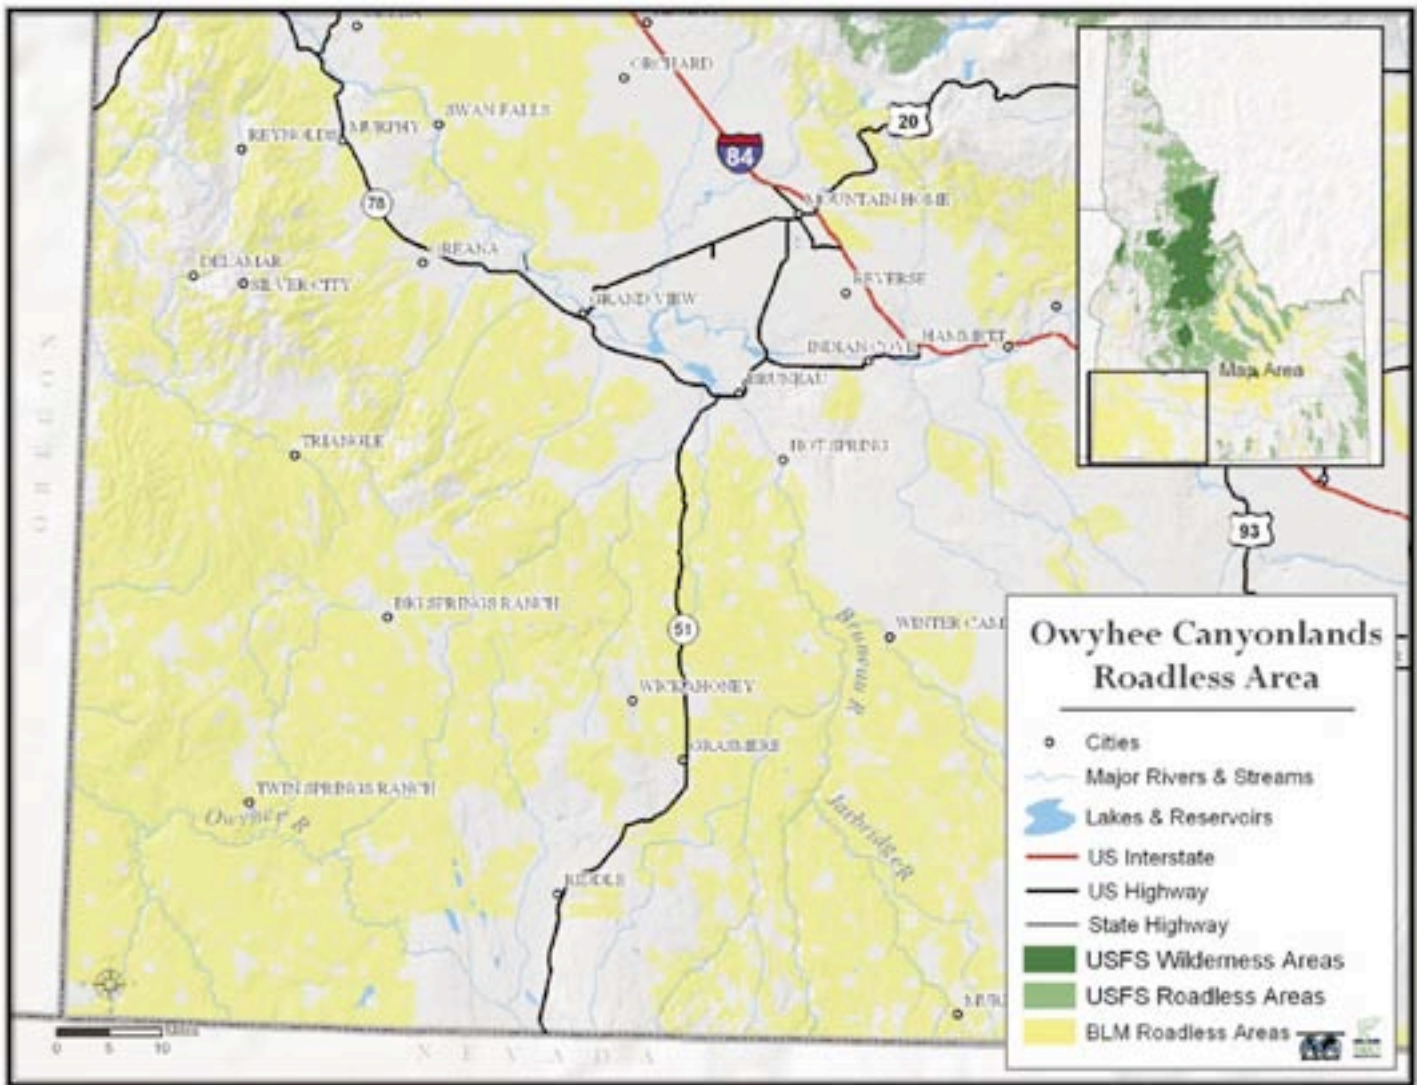 ORCHARD
SWAN FALLS
REYNOLDS
MURPHY
20
84
78
MOUNTAIN HOME
OREANA
DELAMAR
SILVER CITY
REVERSE
GRAND VIEW
HAMMETT
INDIAN COVE
BRUNEAU
Map Area
OREGON
TRIANGLE
HOT SPRING
93
BIG SPRINGS RANCH
51
WINTER CAM
Bruneau R
WICKAHONEY
GRASMERE
TWIN SPRINGS RANCH
Owyhee R
Jarbridge R
RIDDLE
Miles
0 5 10
NEVADA
Owyhee Canyonlands
Roadless Area
Cities
Major Rivers & Streams
Lakes & Reservoirs
US Interstate
US Highway
State Highway
USFS Wilderness Areas
USFS Roadless Areas
BLM Roadless Areas